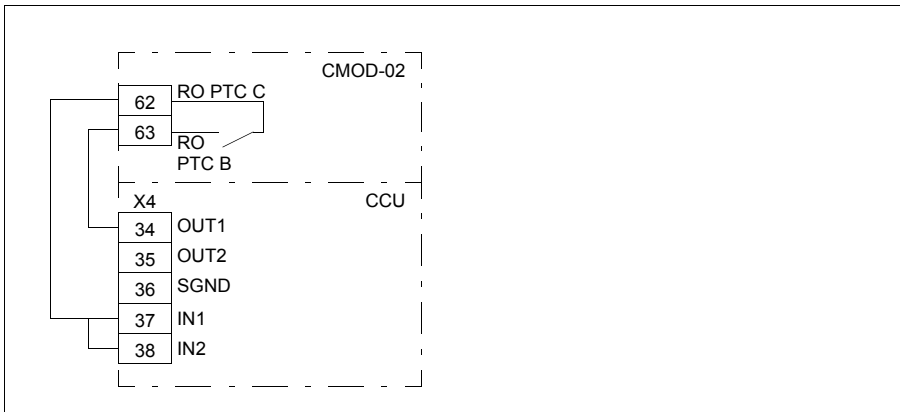 CMOD-02
62 RO PTC C
63 RO
PTC B
X4 CCU
34 OUT1
35 OUT2
36 SGND
37 IN1
38 IN2